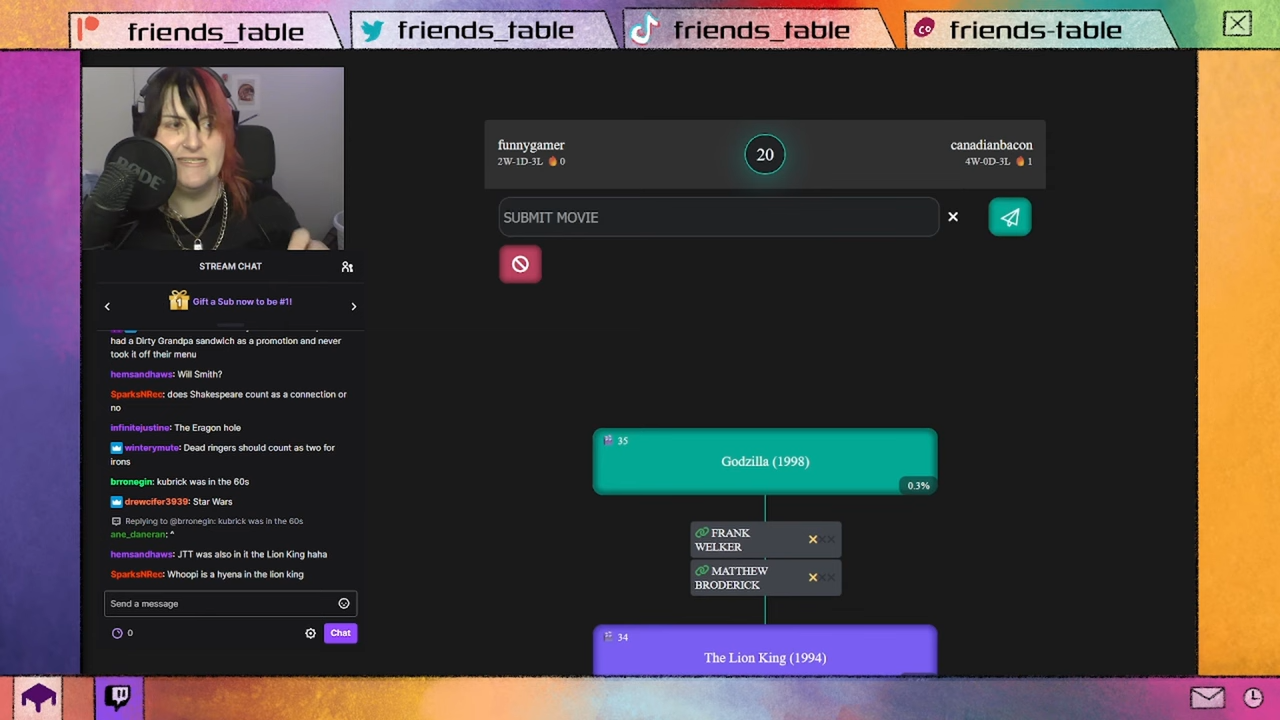 friends_table
friends_table
friends_table
friends-table
RØDE
funnygamer
2W-1D-3L 🔥 0
20
canadianbacon
4W-0D-3L 🔥 1
SUBMIT MOVIE
STREAM CHAT
1
Gift a Sub now to be #1!
had a Dirty Grandpa sandwich as a promotion and never
took it off their menu
hemsandhaws: Will Smith?
SparksNRec: does Shakespeare count as a connection or
no
infinitejustine: The Eragon hole
winterymute: Dead ringers should count as two for
irons
brronegin: kubrick was in the 60s
drewcifer3939: Star Wars
Replying to @brronegin: kubrick was in the 60s
ane_daneran: ^
hemsandhaws: JTT was also in it the Lion King haha
SparksNRec: Whoopi is a hyena in the lion king
Send a message
0
Chat
35
Godzilla (1998)
0.3%
FRANK
WELKER
MATTHEW
BRODERICK
34
The Lion King (1994)